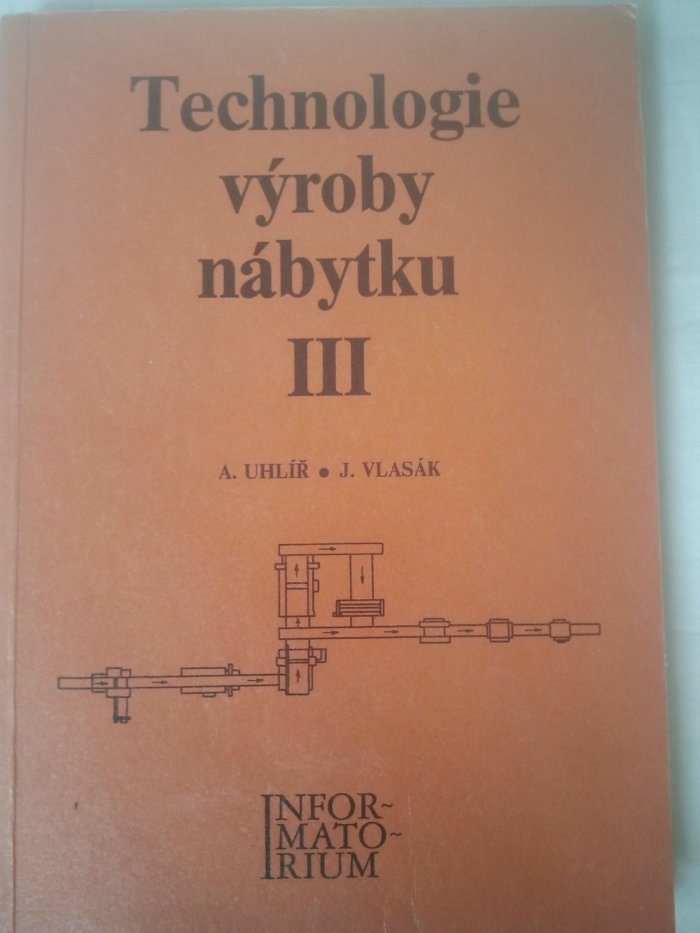 Technologie
výroby
nábytku
III
A. UHLÍŘ • J. VLASÁK
INFOR~
MATO~
RIUM